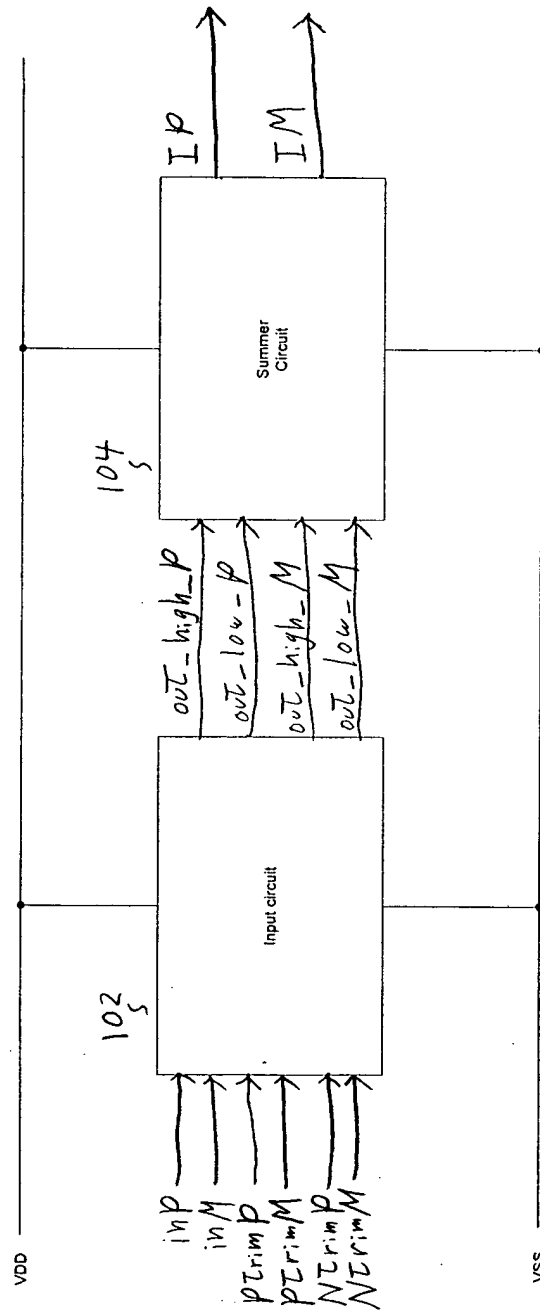 VDD
inP
inM
PTrimP
PTrimM
NTrimP
NTrimM
102
Input circuit
out_high_P
out_low_P
out_high_M
out_low_M
104
Summer
Circuit
IP
IM
VSS